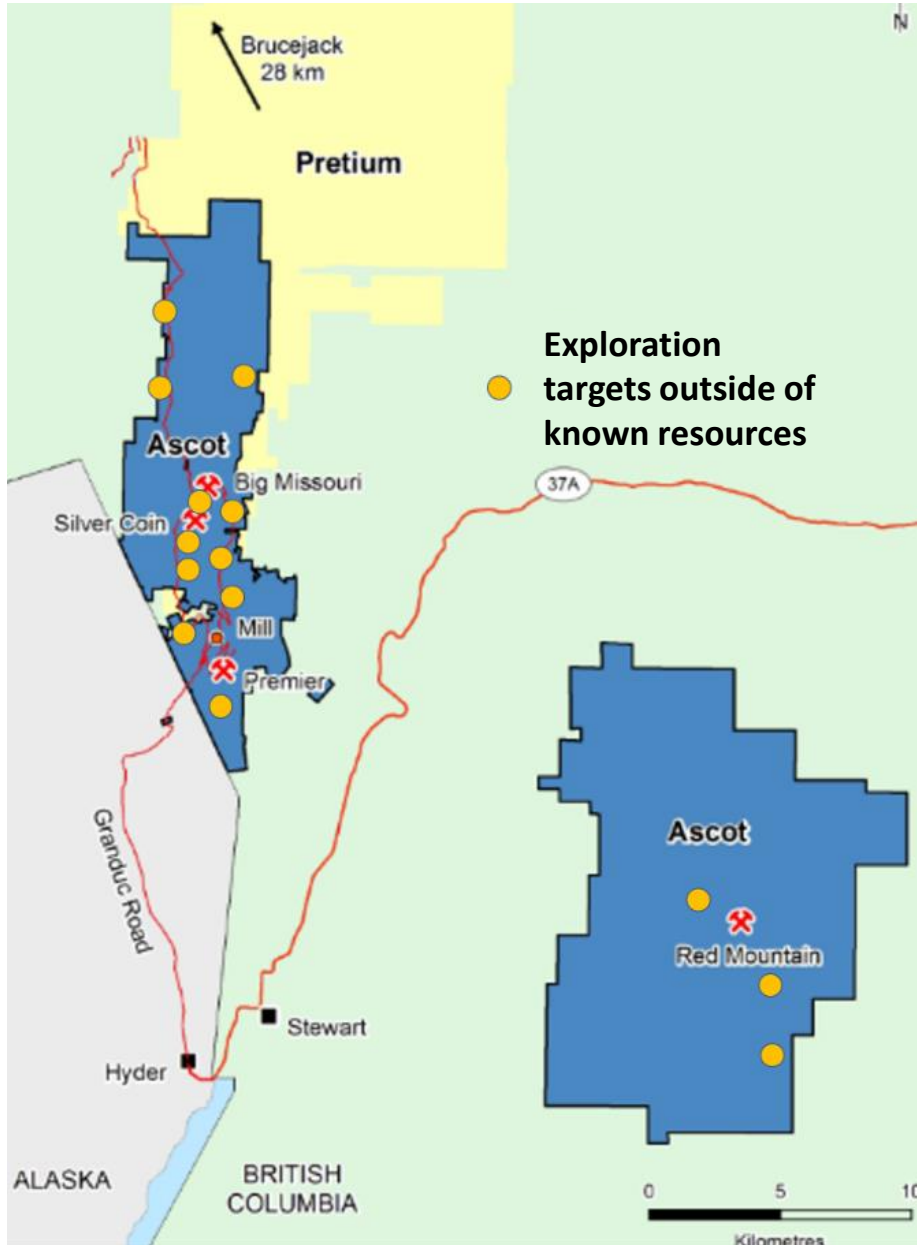 N
Brucejack
28 km
Pretium
Exploration
targets outside of
known resources
Ascot
Big Missouri
37A
Silver Coin
Mill
Premier
Granduc Road
Ascot
Red Mountain
Stewart
Hyder
ALASKA
BRITISH
COLUMBIA
0 5 10
Kilometres